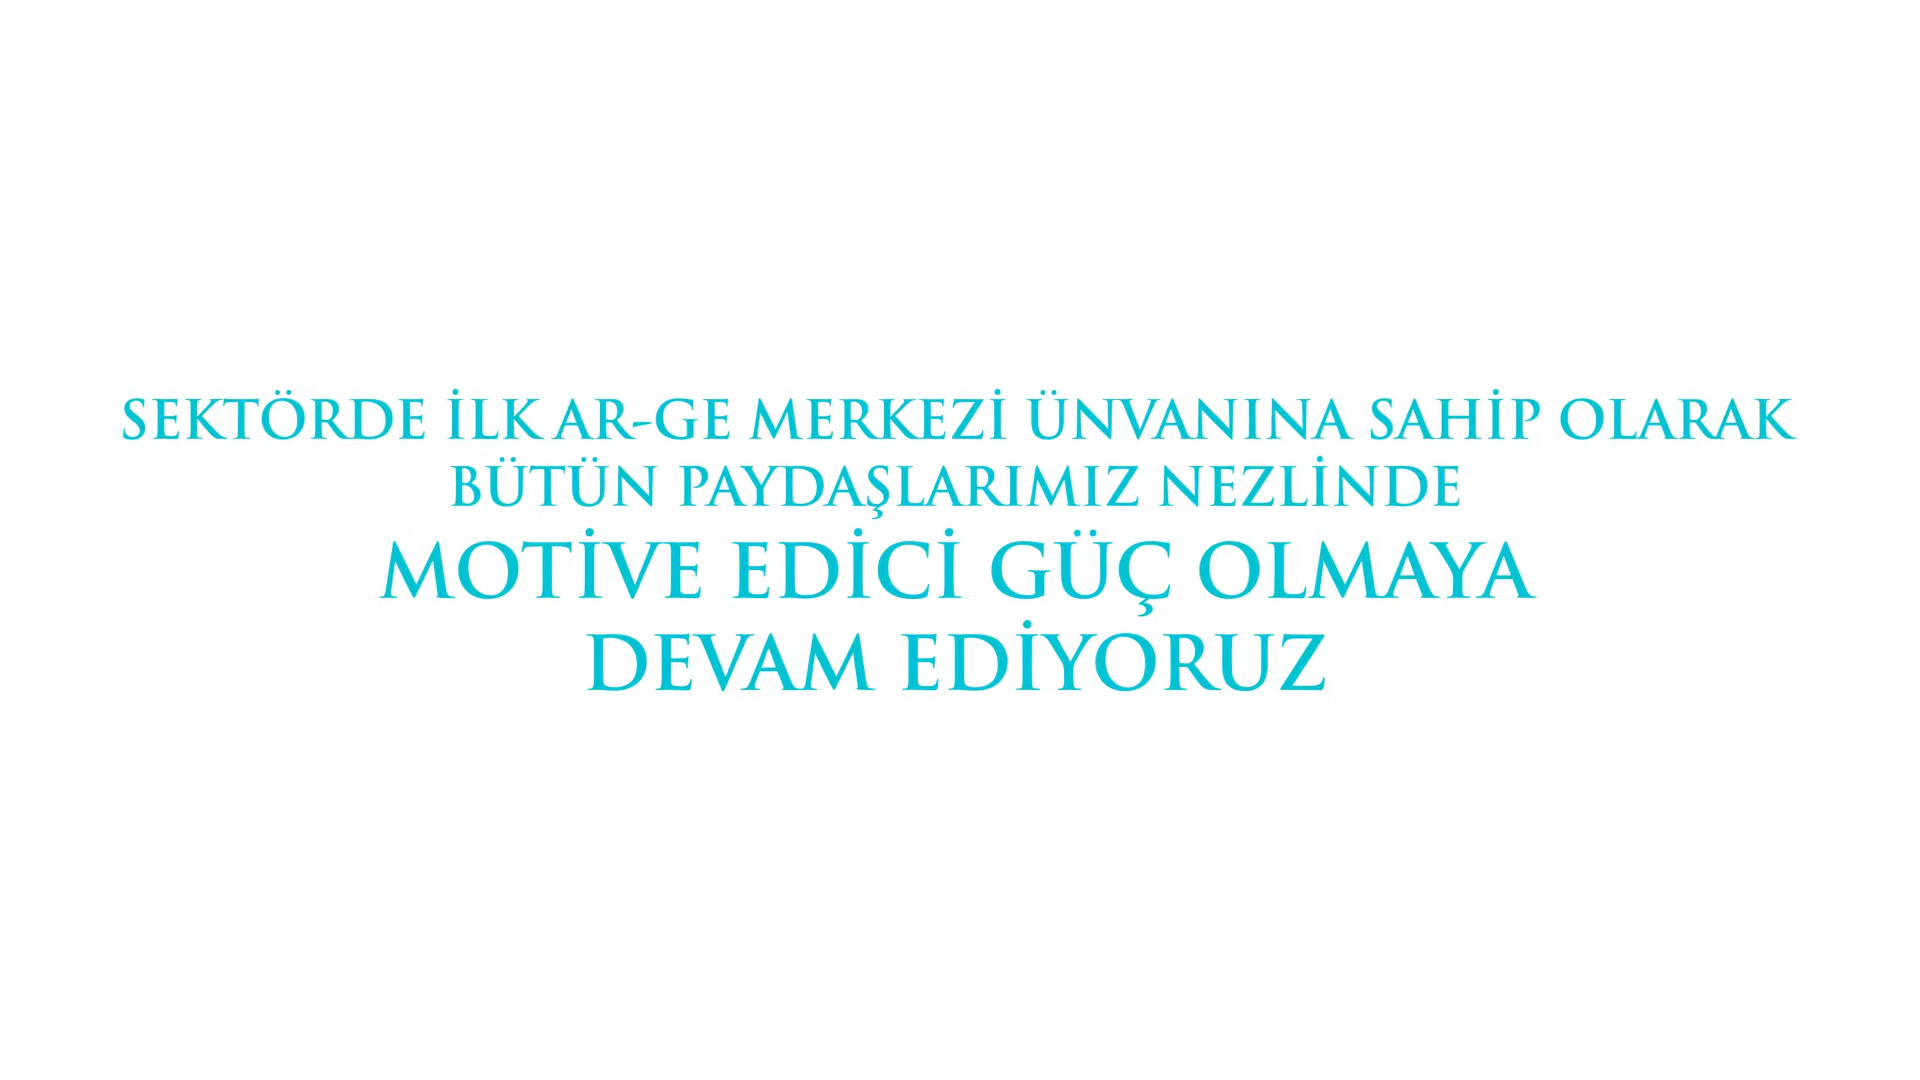 SEKTÖRDE İLK AR-GE MERKEZİ ÜNVANINA SAHİP OLARAK
BÜTÜN PAYDAŞLARIMIZ NEZLİNDE
MOTİVE EDİCİ GÜÇ OLMAYA
DEVAM EDİYORUZ